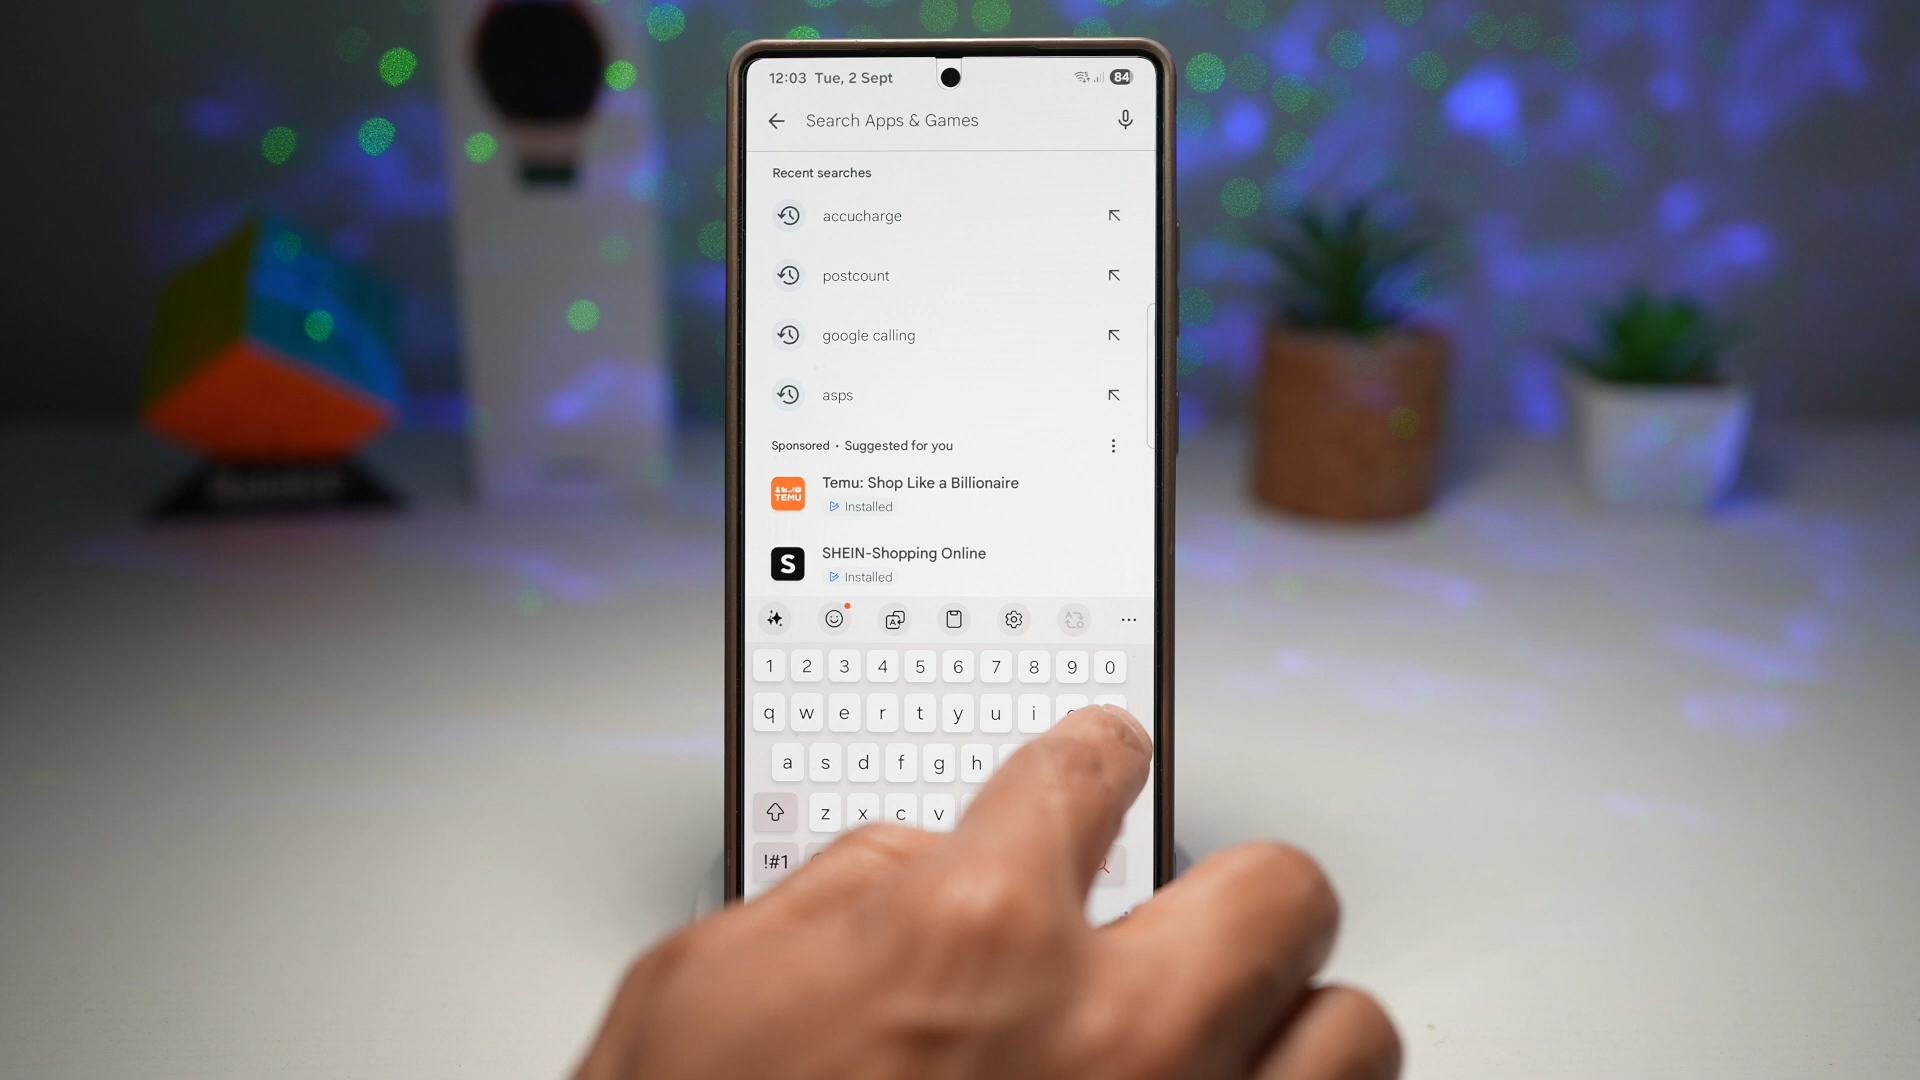 12:03 Tue, 2 Sept 84
Search Apps & Games
Recent searches
accucharge
postcount
google calling
asps
Sponsored • Suggested for you
Temu: Shop Like a Billionaire
TEMU
Installed
SHEIN-Shopping Online
S
Installed
1 2 3 4 5 6 7 8 9 0
q w e r t y u i
a s d f g h
z x c v
!#1